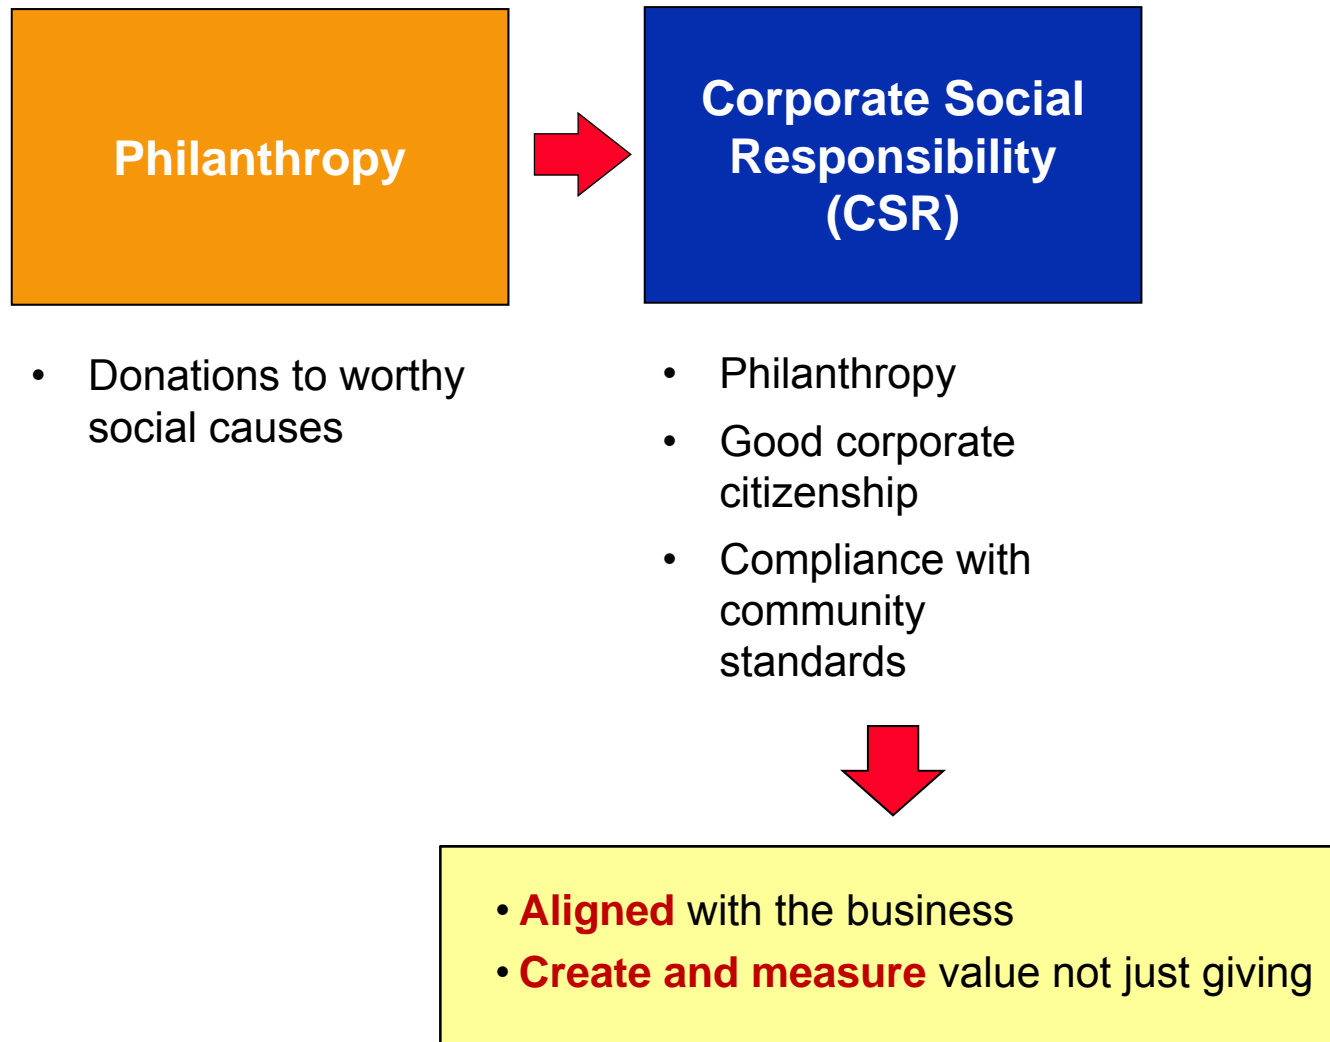 Philanthropy
Corporate Social
Responsibility
(CSR)
• Donations to worthy
social causes
• Philanthropy
• Good corporate
citizenship
• Compliance with
community
standards
• Aligned with the business
• Create and measure value not just giving